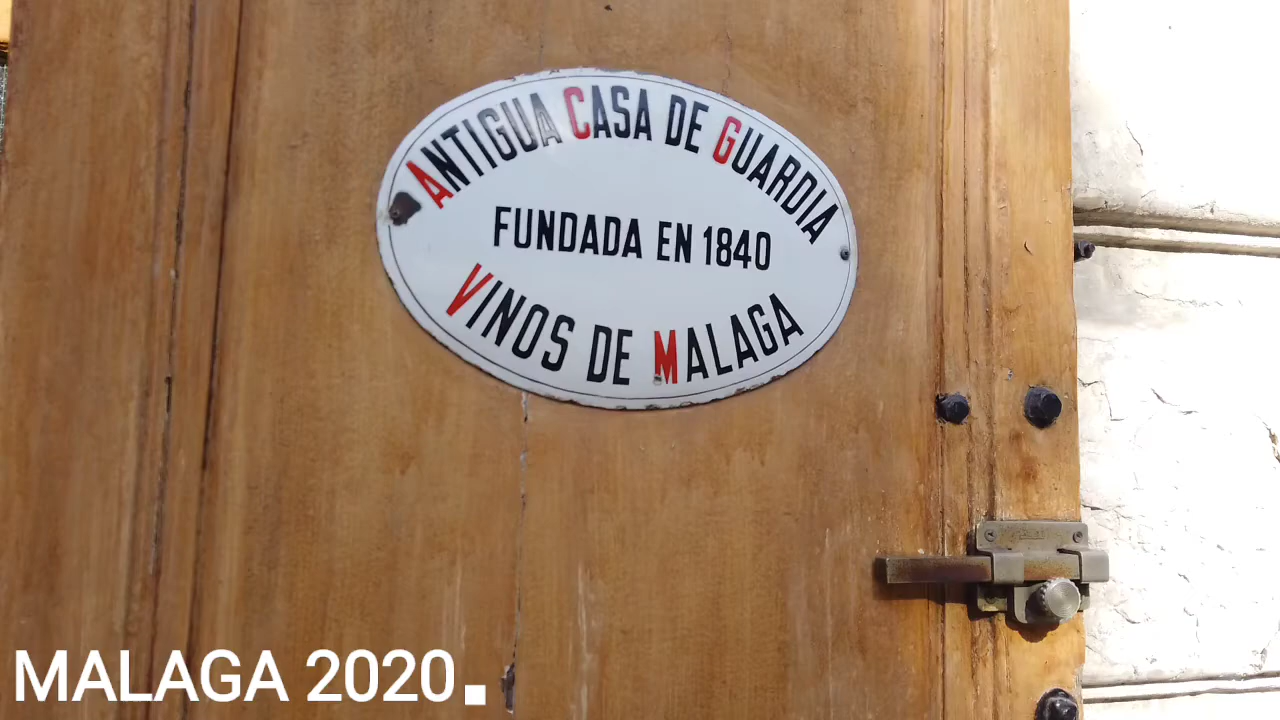 ANTIGUA CASA DE GUARDIA
FUNDADA EN 1840
VINOS DE MALAGA
MALAGA 2020.